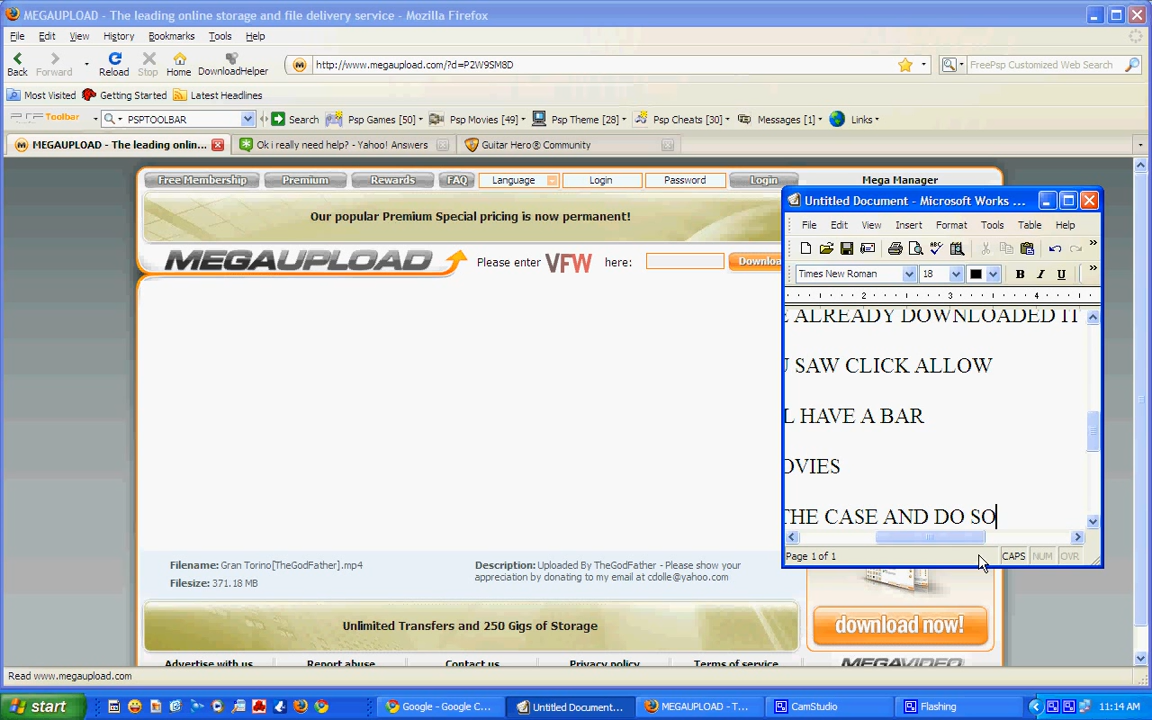 MEGAUPLOAD - The leading online storage and file delivery service - Mozilla Firefox
File Edit View History Bookmarks Tools Help
Back Forward Reload Stop Home DownloadHelper http://www.megaupload.com/?d=P2W9SM8D FreePsp Customized Web Search
Most Visited Getting Started Latest Headlines
Toolbar PSPTOOLBAR Search Psp Games [50] Psp Movies [49] Psp Theme [28] Psp Cheats [30] Messages [1] Links
MEGAUPLOAD - The leading onlin... Ok i really need help? - Yahoo! Answers Guitar Hero® Community
Free Membership Premium Rewards FAQ Language Login Password Login Mega Manager
Our popular Premium Special pricing is now permanent!
MEGAUPLOAD Please enter VFW here: Downloa
Untitled Document - Microsoft Works ...
File Edit View Insert Format Tools Table Help
Times New Roman 18 B I U
2 3 4
E ALREADY DOWNLOADED IT
U SAW CLICK ALLOW
L HAVE A BAR
OVIES
THE CASE AND DO SO
Page 1 of 1 CAPS NUM OVR
Filename: Gran Torino[TheGodFather].mp4
Filesize: 371.18 MB
Description: Uploaded By TheGodFather - Please show your
appreciation by donating to my email at cdolle@yahoo.com
Unlimited Transfers and 250 Gigs of Storage
download now!
Advertise with us Report abuse Contact us Privacy policy Terms of service MEGAVIDEO
Read www.megaupload.com
start Google - Google C... Untitled Document... MEGAUPLOAD - T... CamStudio Flashing 11:14 AM